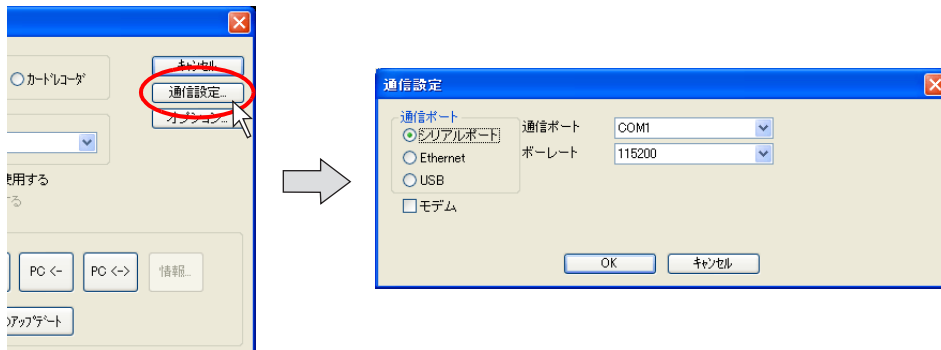 カードレコーダ
キャンセル
通信設定...
オプション...
使用する
する
PC <-
PC <->
情報...
のアップデート
通信設定
通信ポート
シリアルポート
Ethernet
USB
モデム
通信ポート
COM1
ボーレート
115200
OK
キャンセル